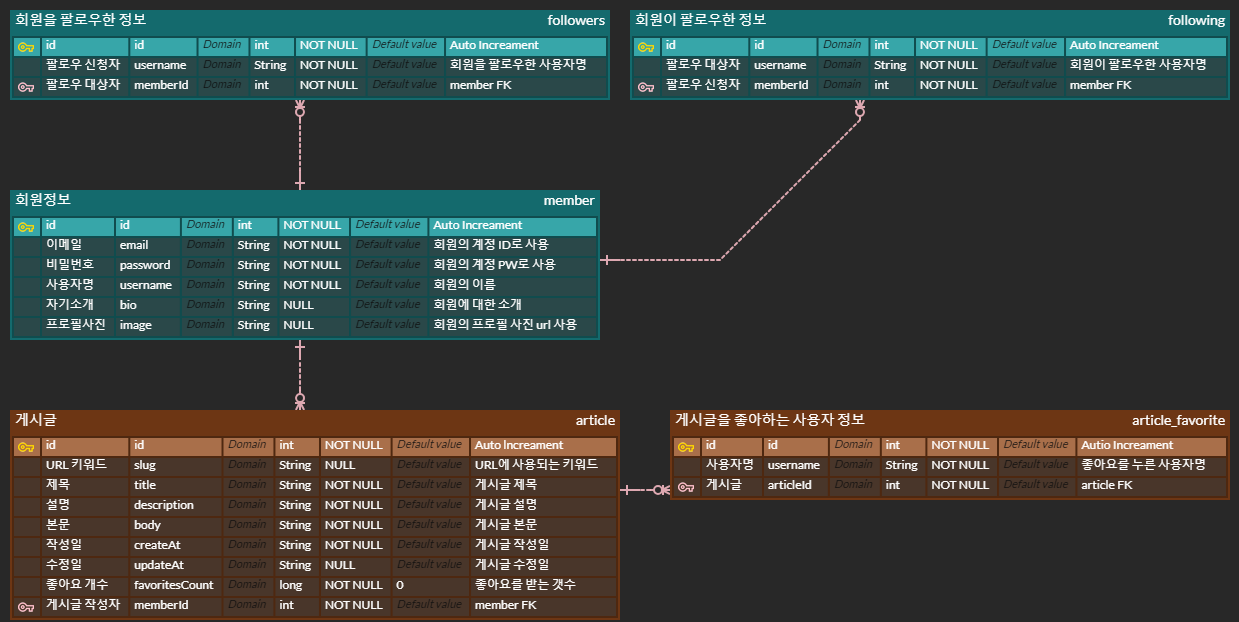 회원을 팔로우한 정보 followers
id id Domain int NOT NULL Default value Auto Increament
팔로우 신청자 username Domain String NOT NULL Default value 회원을 팔로우한 사용자명
팔로우 대상자 memberId Domain int NOT NULL Default value member FK
회원이 팔로우한 정보 following
id id Domain int NOT NULL Default value Auto Increament
팔로우 대상자 username Domain String NOT NULL Default value 회원이 팔로우한 사용자명
팔로우 신청자 memberId Domain int NOT NULL Default value member FK
회원정보 member
id id Domain int NOT NULL Default value Auto Increament
이메일 email Domain String NOT NULL Default value 회원의 계정 ID로 사용
비밀번호 password Domain String NOT NULL Default value 회원의 계정 PW로 사용
사용자명 username Domain String NOT NULL Default value 회원의 이름
자기소개 bio Domain String NULL Default value 회원에 대한 소개
프로필사진 image Domain String NULL Default value 회원의 프로필 사진 url 사용
게시글 article
id id Domain int NOT NULL Default value Auto Increament
URL 키워드 slug Domain String NULL Default value URL에 사용되는 키워드
제목 title Domain String NOT NULL Default value 게시글 제목
설명 description Domain String NOT NULL Default value 게시글 설명
본문 body Domain String NOT NULL Default value 게시글 본문
작성일 createAt Domain String NOT NULL Default value 게시글 작성일
수정일 updateAt Domain String NULL Default value 게시글 수정일
좋아요 개수 favoritesCount Domain long NOT NULL 0 좋아요를 받는 갯수
게시글 작성자 memberId Domain int NOT NULL Default value member FK
게시글을 좋아하는 사용자 정보 article_favorite
id id Domain int NOT NULL Default value Autio Increament
사용자명 username Domain String NOT NULL Default value 좋아요를 누른 사용자명
게시글 articleId Domain int NOT NULL Default value article FK